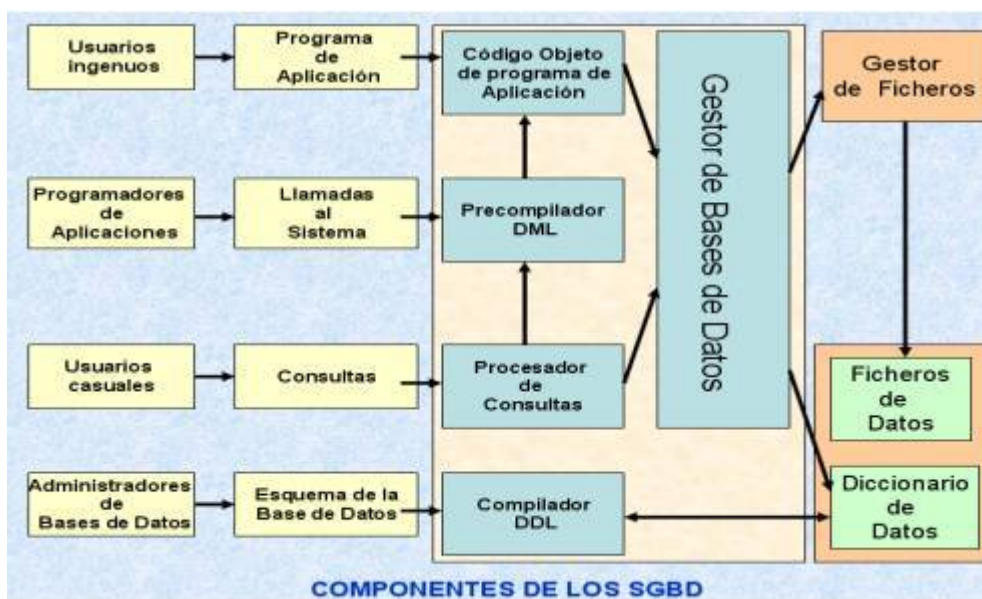 Usuarios
ingenuos
Programa
de
Aplicación
Código Objeto
de programa de
Aplicación
Gestor de Bases de Datos
Gestor
de Ficheros
Programadores
de
Aplicaciones
Llamadas
al
Sistema
Precompilador
DML
Usuarios
casuales
Consultas
Procesador
de
Consultas
Ficheros
de
Datos
Administradores
de
Bases de Datos
Esquema de la
Base de Datos
Compilador
DDL
Diccionario
de
Datos
COMPONENTES DE LOS SGBD